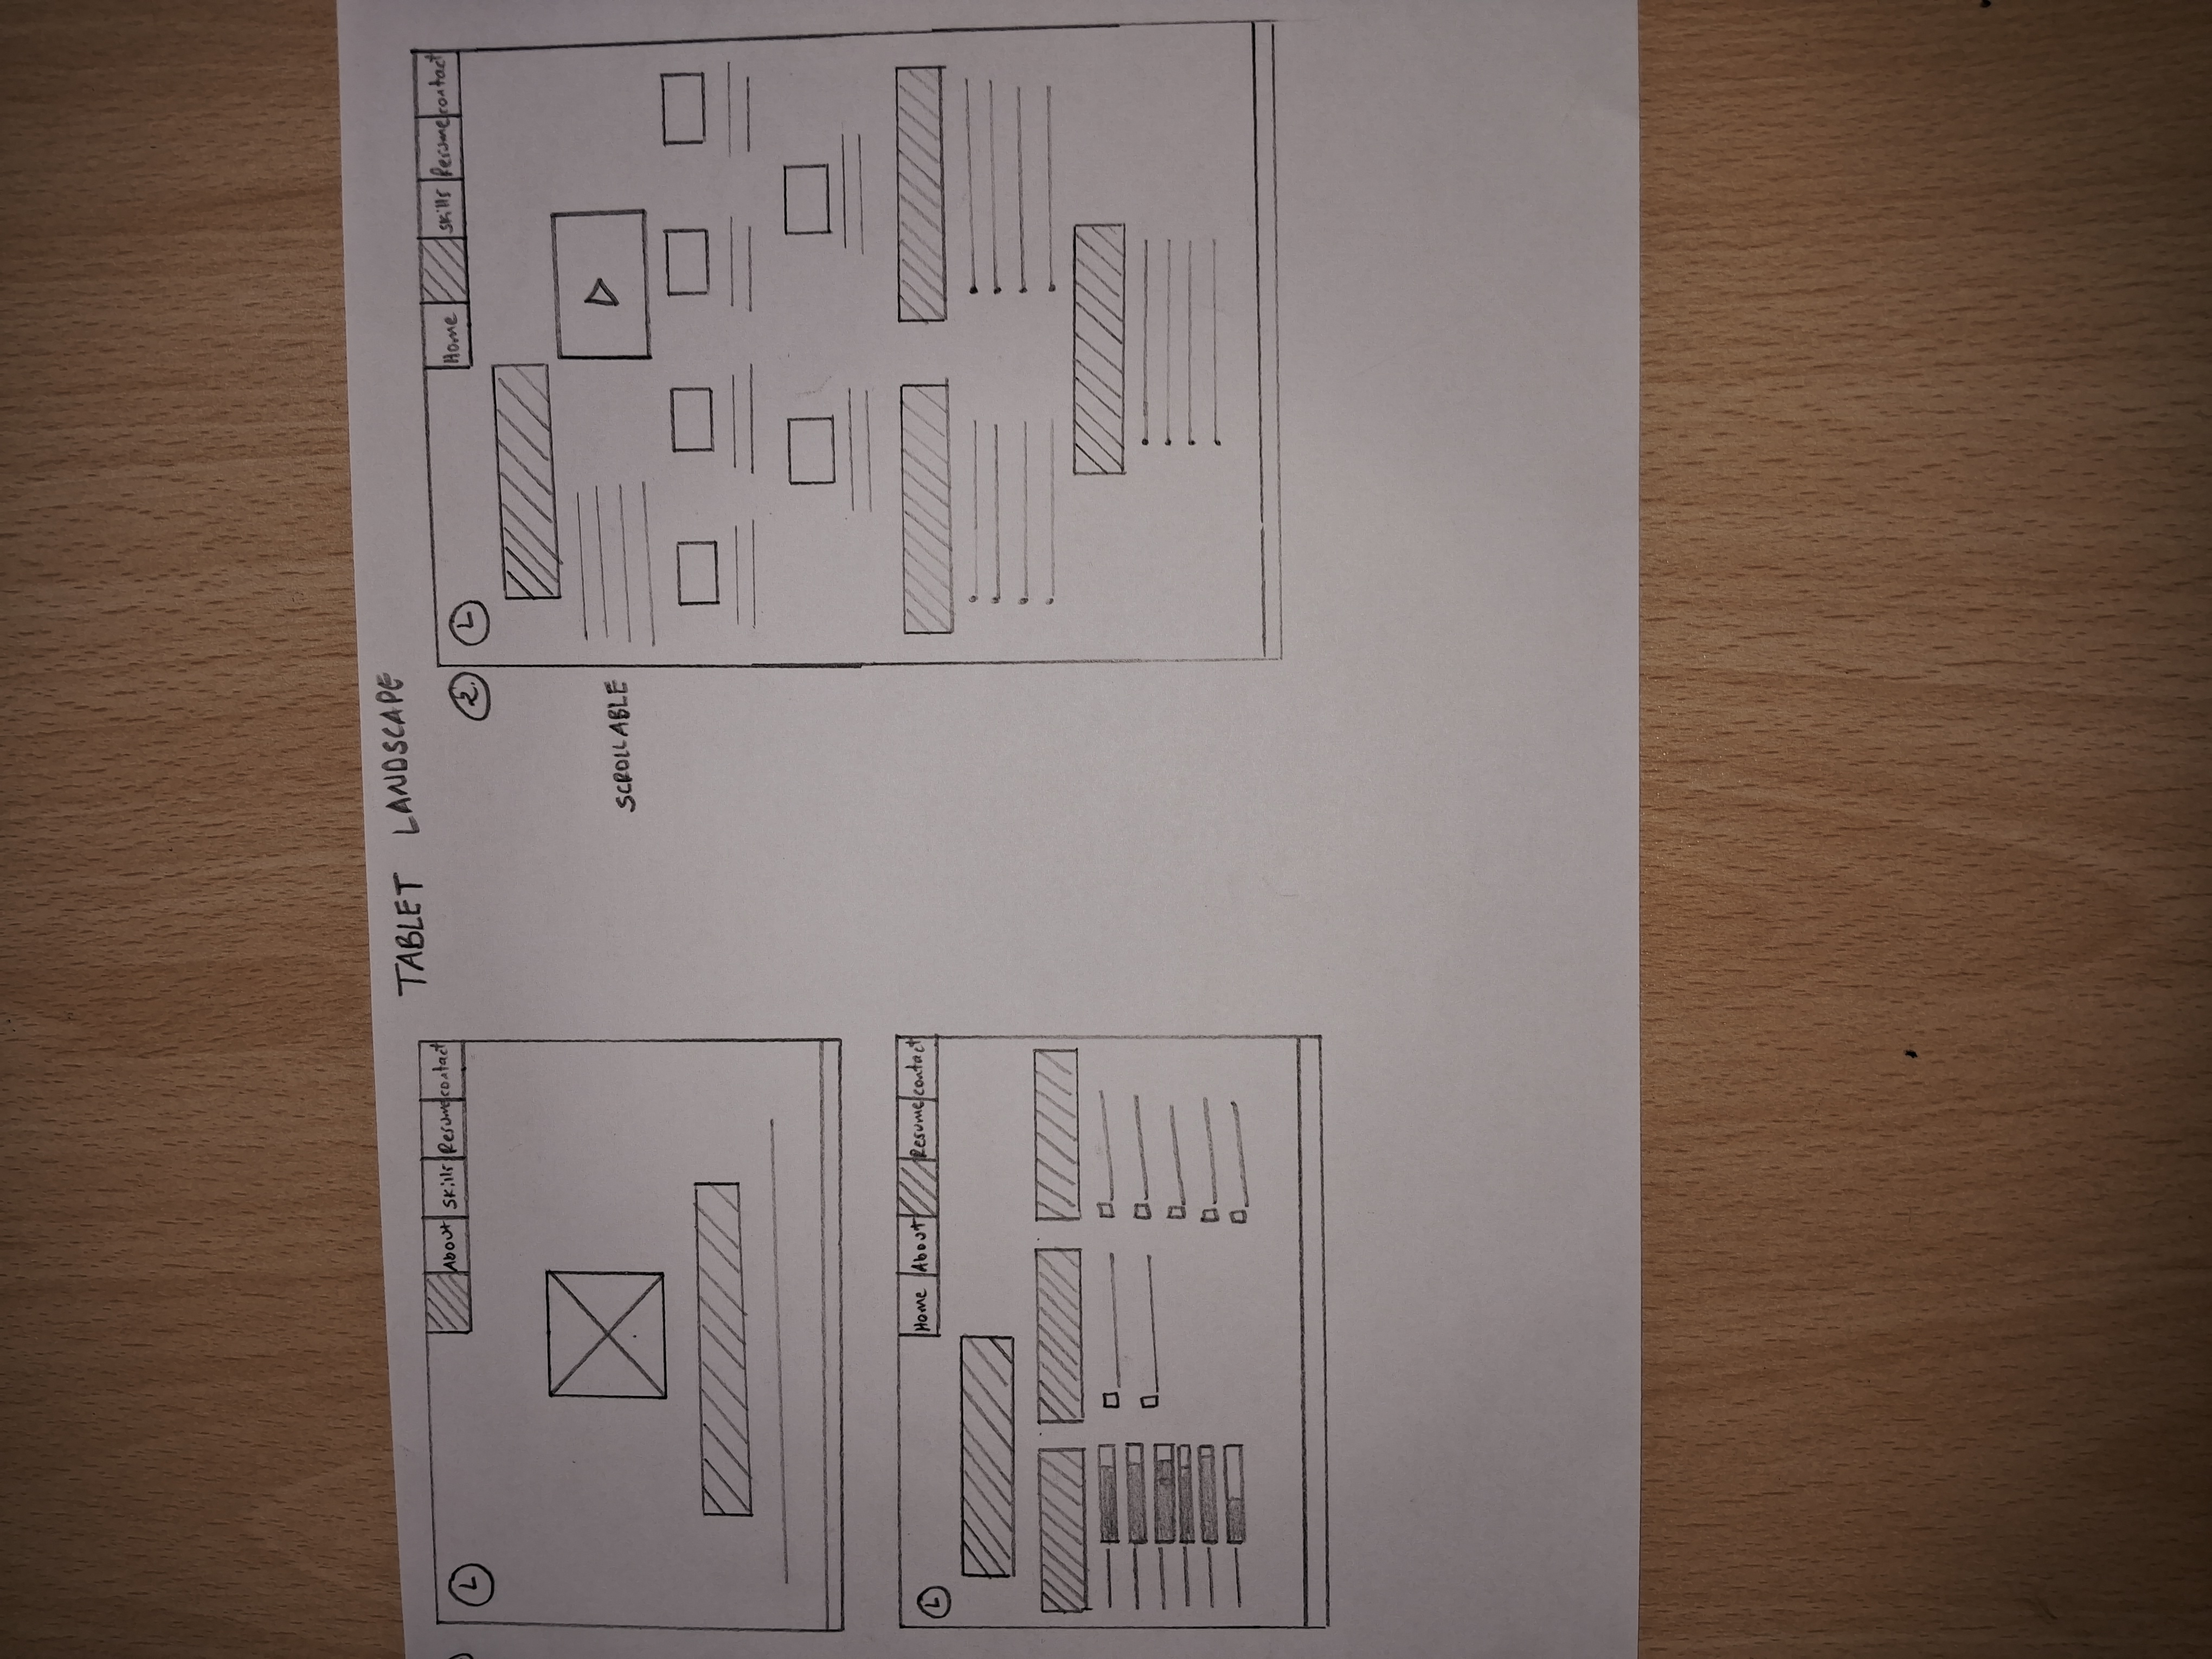 TABLET LANDSCAPE
L
About Skills Resume contact
2
L
Home Skills Resume contact
SCROLLABLE
L
Home About Resume contact